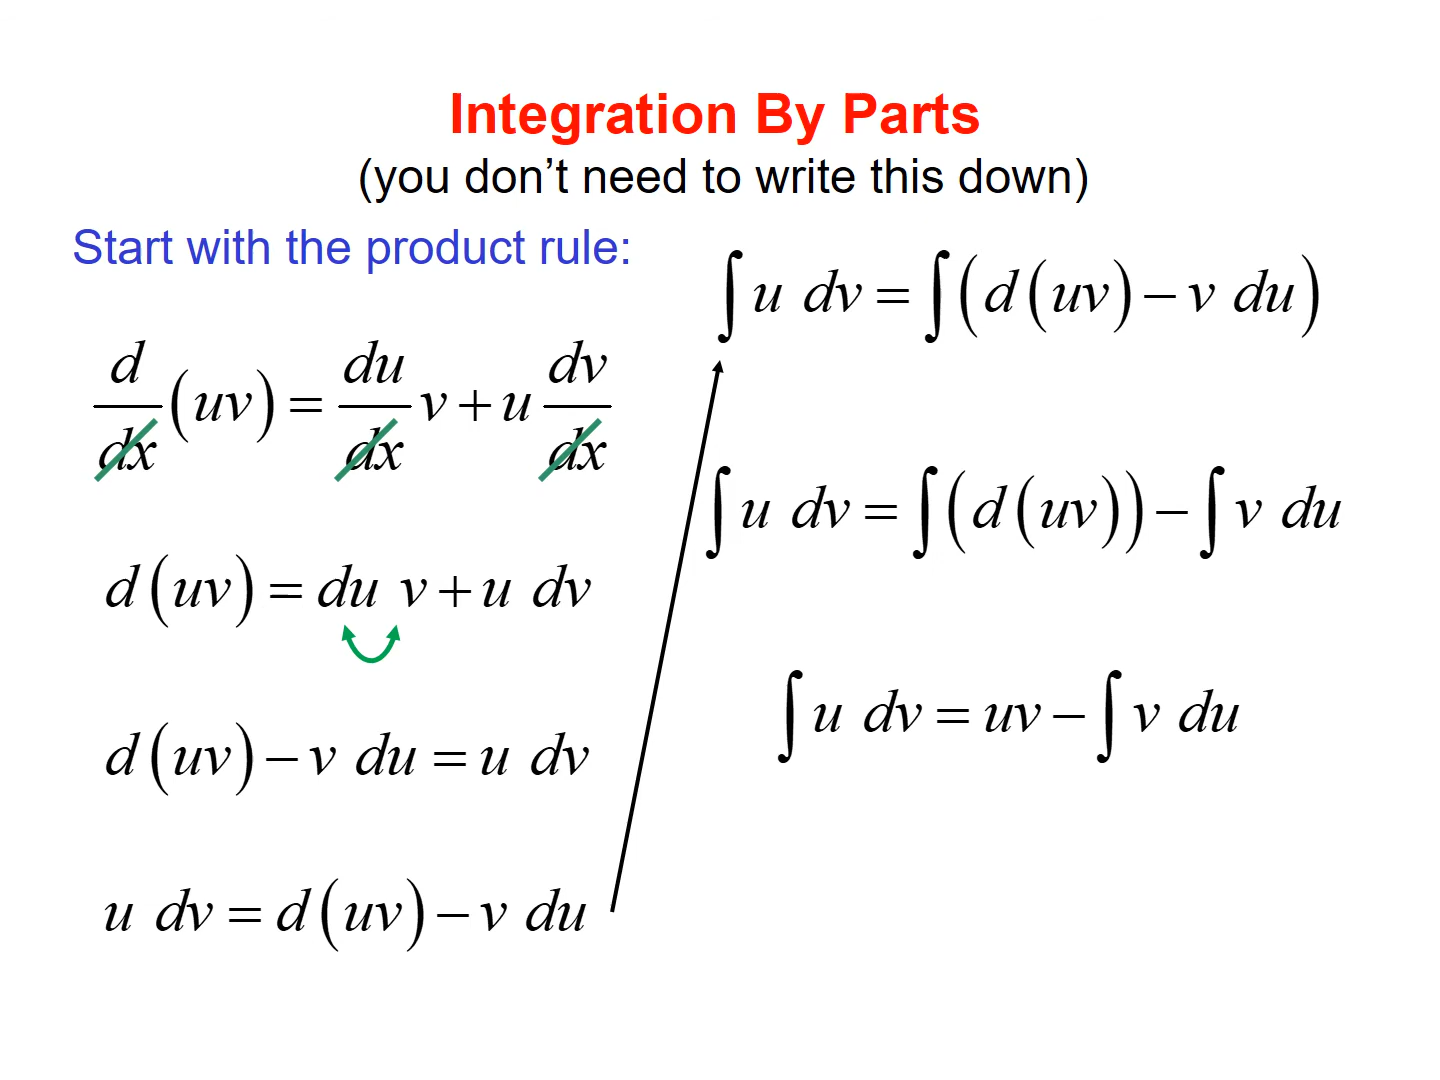 Integration By Parts
(you don’t need to write this down)
Start with the product rule:
d/dx (uv) = du/dx v + u dv/dx
d(uv) = du v + u dv
d(uv) − v du = u dv
u dv = d(uv) − v du
∫ u dv = ∫(d(uv) − v du)
∫ u dv = ∫(d(uv)) − ∫ v du
∫ u dv = uv − ∫ v du